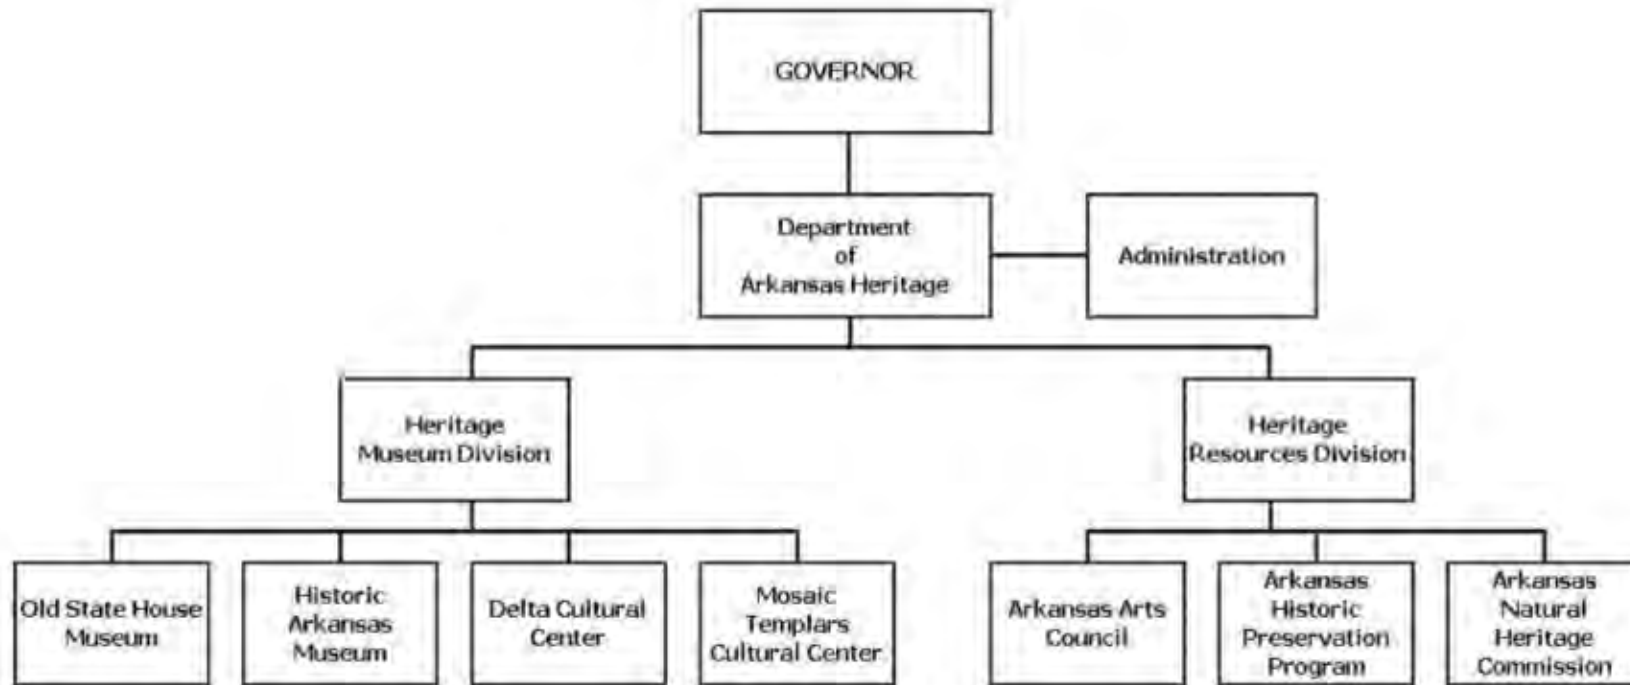 GOVERNOR
Department
of
Arkansas Heritage
Administration
Heritage
Museum Division
Heritage
Resources Division
Old State House
Museum
Historic
Arkansas
Museum
Delta Cultural
Center
Mosaic
Templars
Cultural Center
Arkansas Arts
Council
Arkansas
Historic
Preservation
Program
Arkansas
Natural
Heritage
Commission